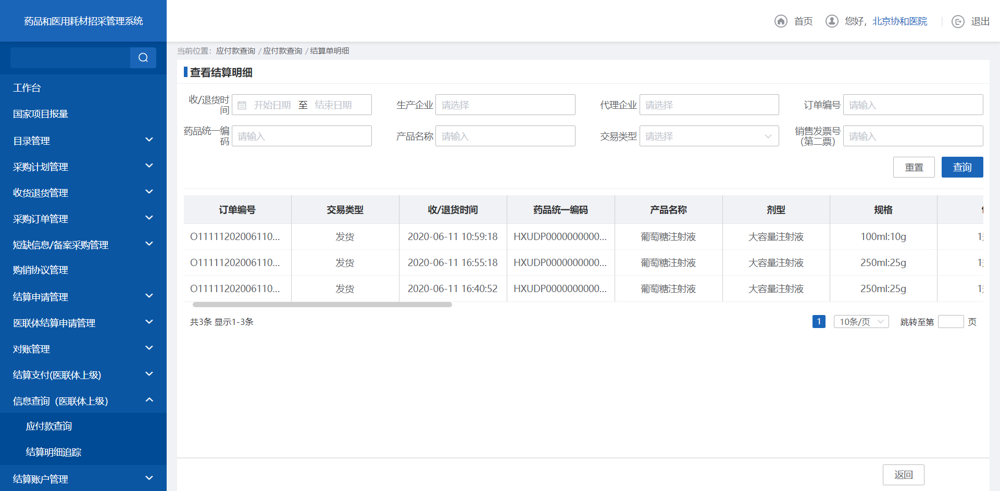 药品和医用耗材招采管理系统
首页
您好，北京协和医院
退出
当前位置：应付款查询 / 应付款查询 / 结算单明细
工作台
国家项目报量
目录管理
采购计划管理
收货退货管理
采购订单管理
短缺信息/备案采购管理
购销协议管理
结算申请管理
医联体结算申请管理
对账管理
结算支付(医联体上级)
信息查询（医联体上级）
应付款查询
结算明细追踪
结算账户管理
查看结算明细
收/退货时间 开始日期 至 结束日期
生产企业 请选择
代理企业 请选择
订单编号 请输入
药品统一编码 请输入
产品名称 请输入
交易类型 请选择
销售发票号（第二票） 请输入
重置 查询
订单编号 交易类型 收/退货时间 药品统一编码 产品名称 剂型 规格
O11111202006110... 发货 2020-06-11 10:59:18 HXUDP0000000000... 葡萄糖注射液 大容量注射液 100ml:10g 1
O11111202006110... 发货 2020-06-11 16:55:18 HXUDP0000000000... 葡萄糖注射液 大容量注射液 250ml:25g 1
O11111202006110... 发货 2020-06-11 16:40:52 HXUDP0000000000... 葡萄糖注射液 大容量注射液 250ml:25g 1
共3条 显示1-3条
1 10条/页 跳转至第 页
返回